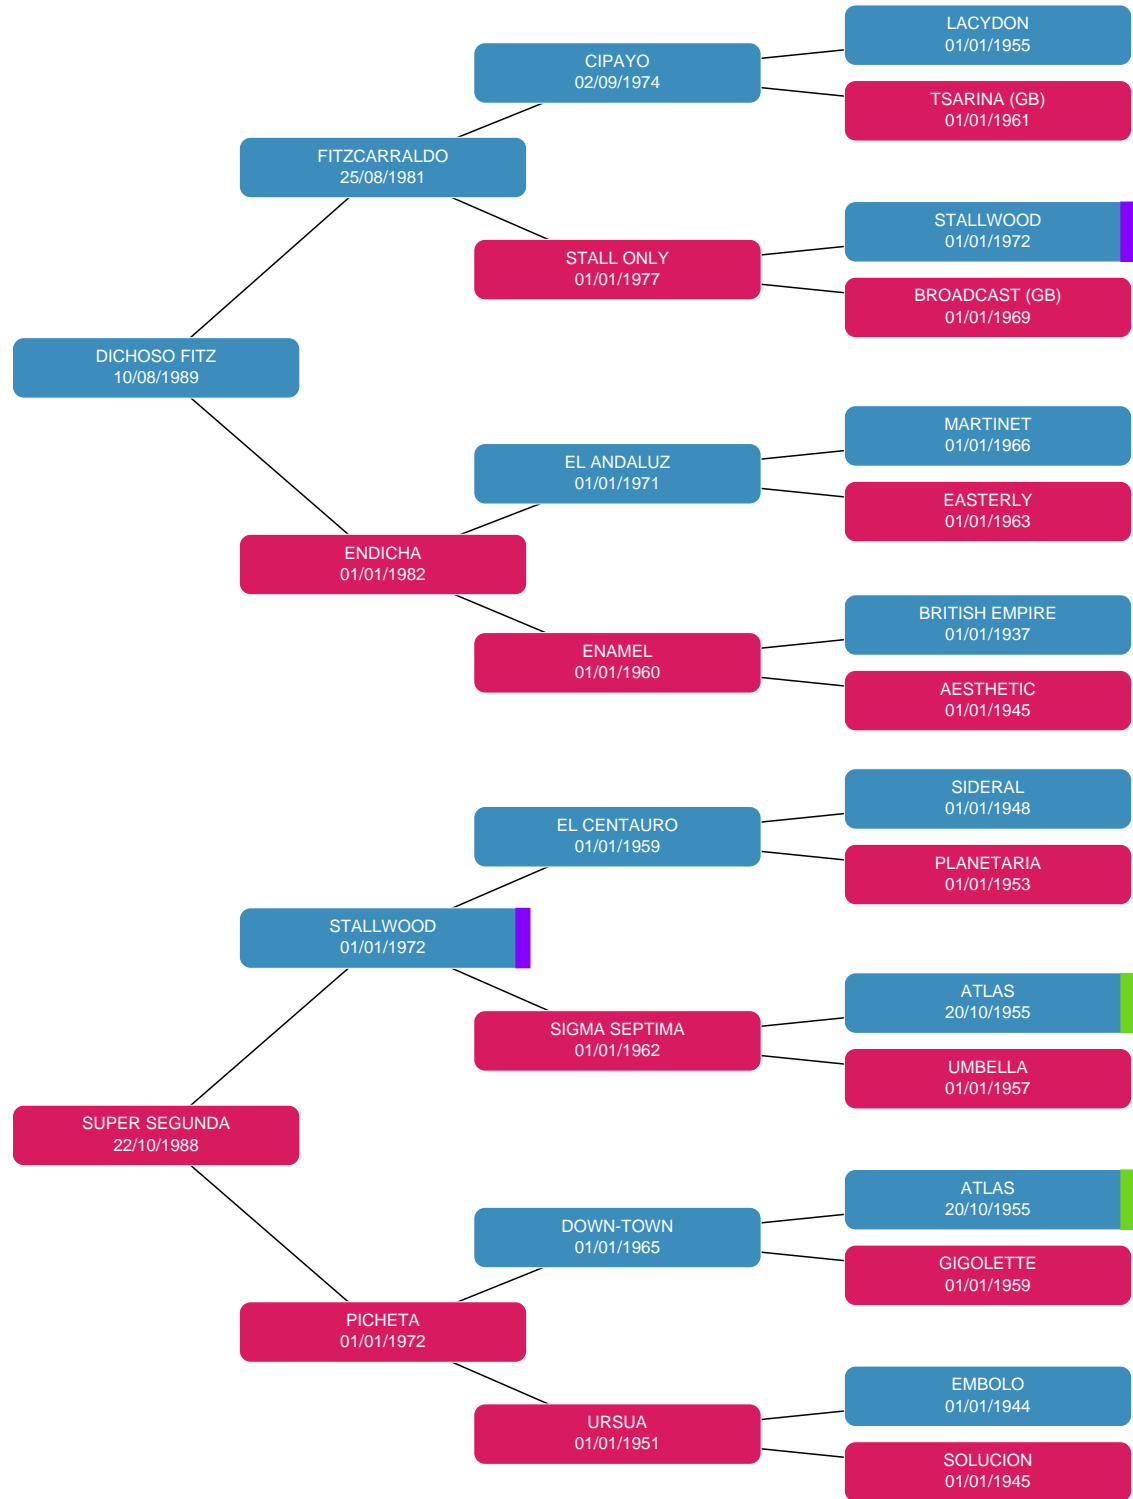 LACYDON
01/01/1955
CIPAYO
02/09/1974
TSARINA (GB)
01/01/1961
FITZCARRALDO
25/08/1981
STALLWOOD
01/01/1972
STALL ONLY
01/01/1977
BROADCAST (GB)
01/01/1969
DICHOSO FITZ
10/08/1989
MARTINET
01/01/1966
EL ANDALUZ
01/01/1971
EASTERLY
01/01/1963
ENDICHA
01/01/1982
BRITISH EMPIRE
01/01/1937
ENAMEL
01/01/1960
AESTHETIC
01/01/1945
SIDERAL
01/01/1948
EL CENTAURO
01/01/1959
PLANETARIA
01/01/1953
STALLWOOD
01/01/1972
ATLAS
20/10/1955
SIGMA SEPTIMA
01/01/1962
UMBELLA
01/01/1957
SUPER SEGUNDA
22/10/1988
ATLAS
20/10/1955
DOWN-TOWN
01/01/1965
GIGOLETTE
01/01/1959
PICHETA
01/01/1972
EMBOLO
01/01/1944
URSUA
01/01/1951
SOLUCION
01/01/1945